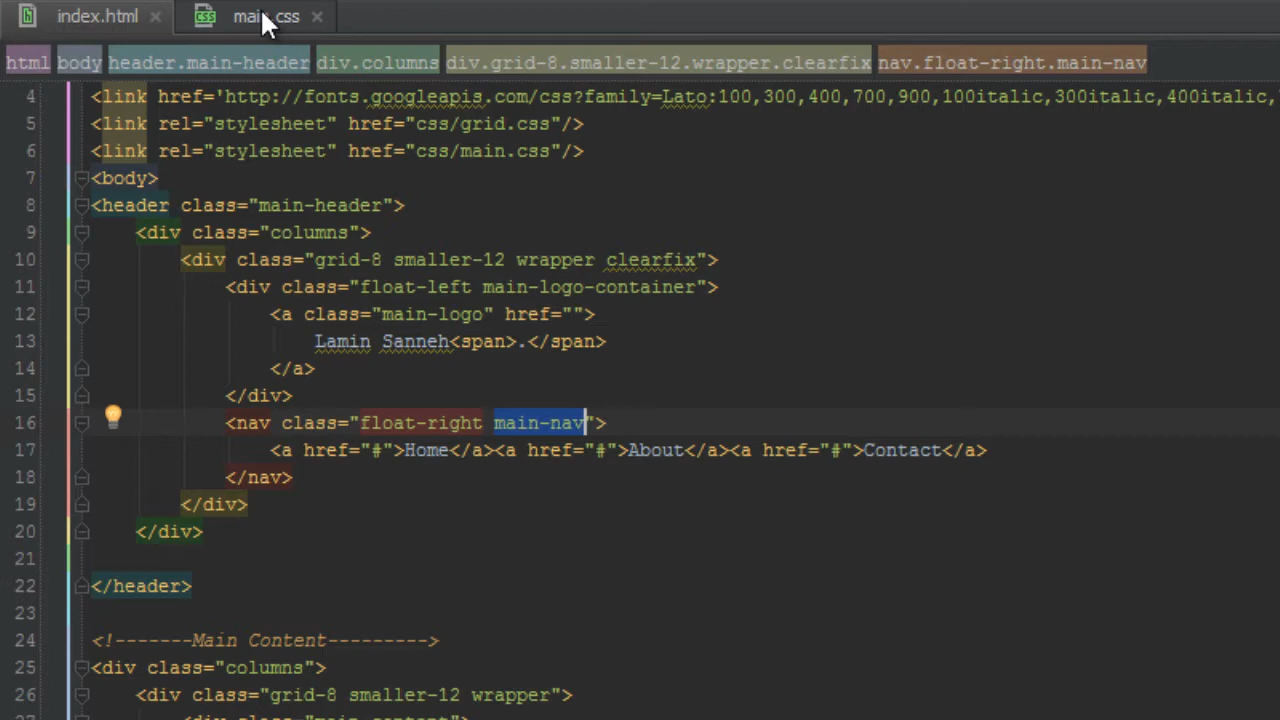 index.html main.css
html body header.main-header div.columns div.grid-8.smaller-12.wrapper.clearfix nav.float-right.main-nav
4 <link href='http://fonts.googleapis.com/css?family=Lato:100,300,400,700,900,100italic,300italic,400italic,
5 <link rel="stylesheet" href="css/grid.css"/>
6 <link rel="stylesheet" href="css/main.css"/>
7 <body>
8 <header class="main-header">
9 <div class="columns">
10 <div class="grid-8 smaller-12 wrapper clearfix">
11 <div class="float-left main-logo-container">
12 <a class="main-logo" href="">
13 Lamin Sanneh<span>.</span>
14 </a>
15 </div>
16 <nav class="float-right main-nav">
17 <a href="#">Home</a><a href="#">About</a><a href="#">Contact</a>
18 </nav>
19 </div>
20 </div>
21
22 </header>
23
24 <!-------Main Content--------->
25 <div class="columns">
26 <div class="grid-8 smaller-12 wrapper">
27 <div class="main-content">